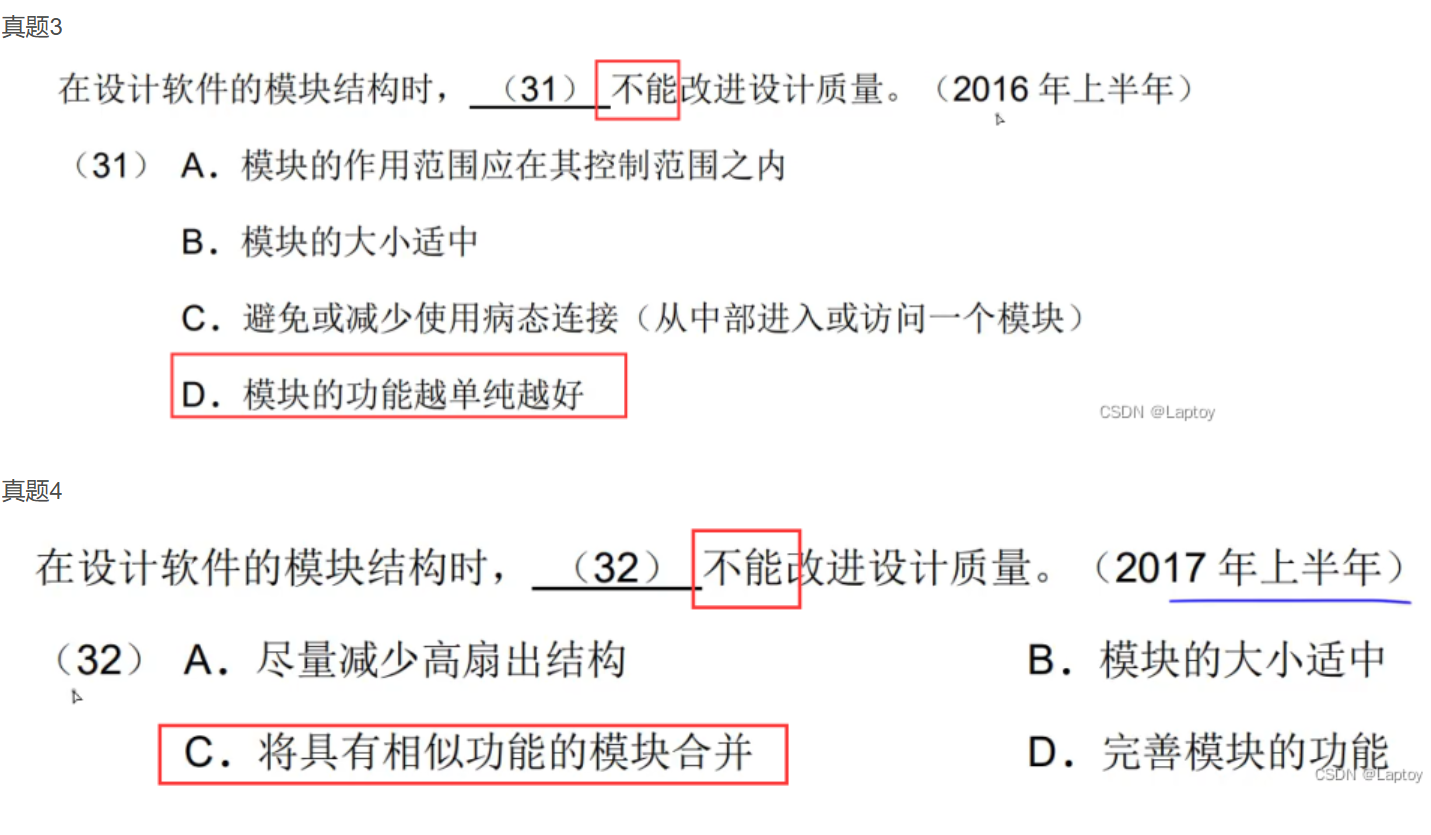 真题3
在设计软件的模块结构时，（31）不能改进设计质量。（2016 年上半年）
（31） A．模块的作用范围应在其控制范围之内
B．模块的大小适中
C．避免或减少使用病态连接（从中部进入或访问一个模块）
D．模块的功能越单纯越好
CSDN @Laptoy
真题4
在设计软件的模块结构时，（32）不能改进设计质量。（2017 年上半年）
（32） A．尽量减少高扇出结构 B．模块的大小适中
C．将具有相似功能的模块合并 D．完善模块的功能
CSDN @Laptoy